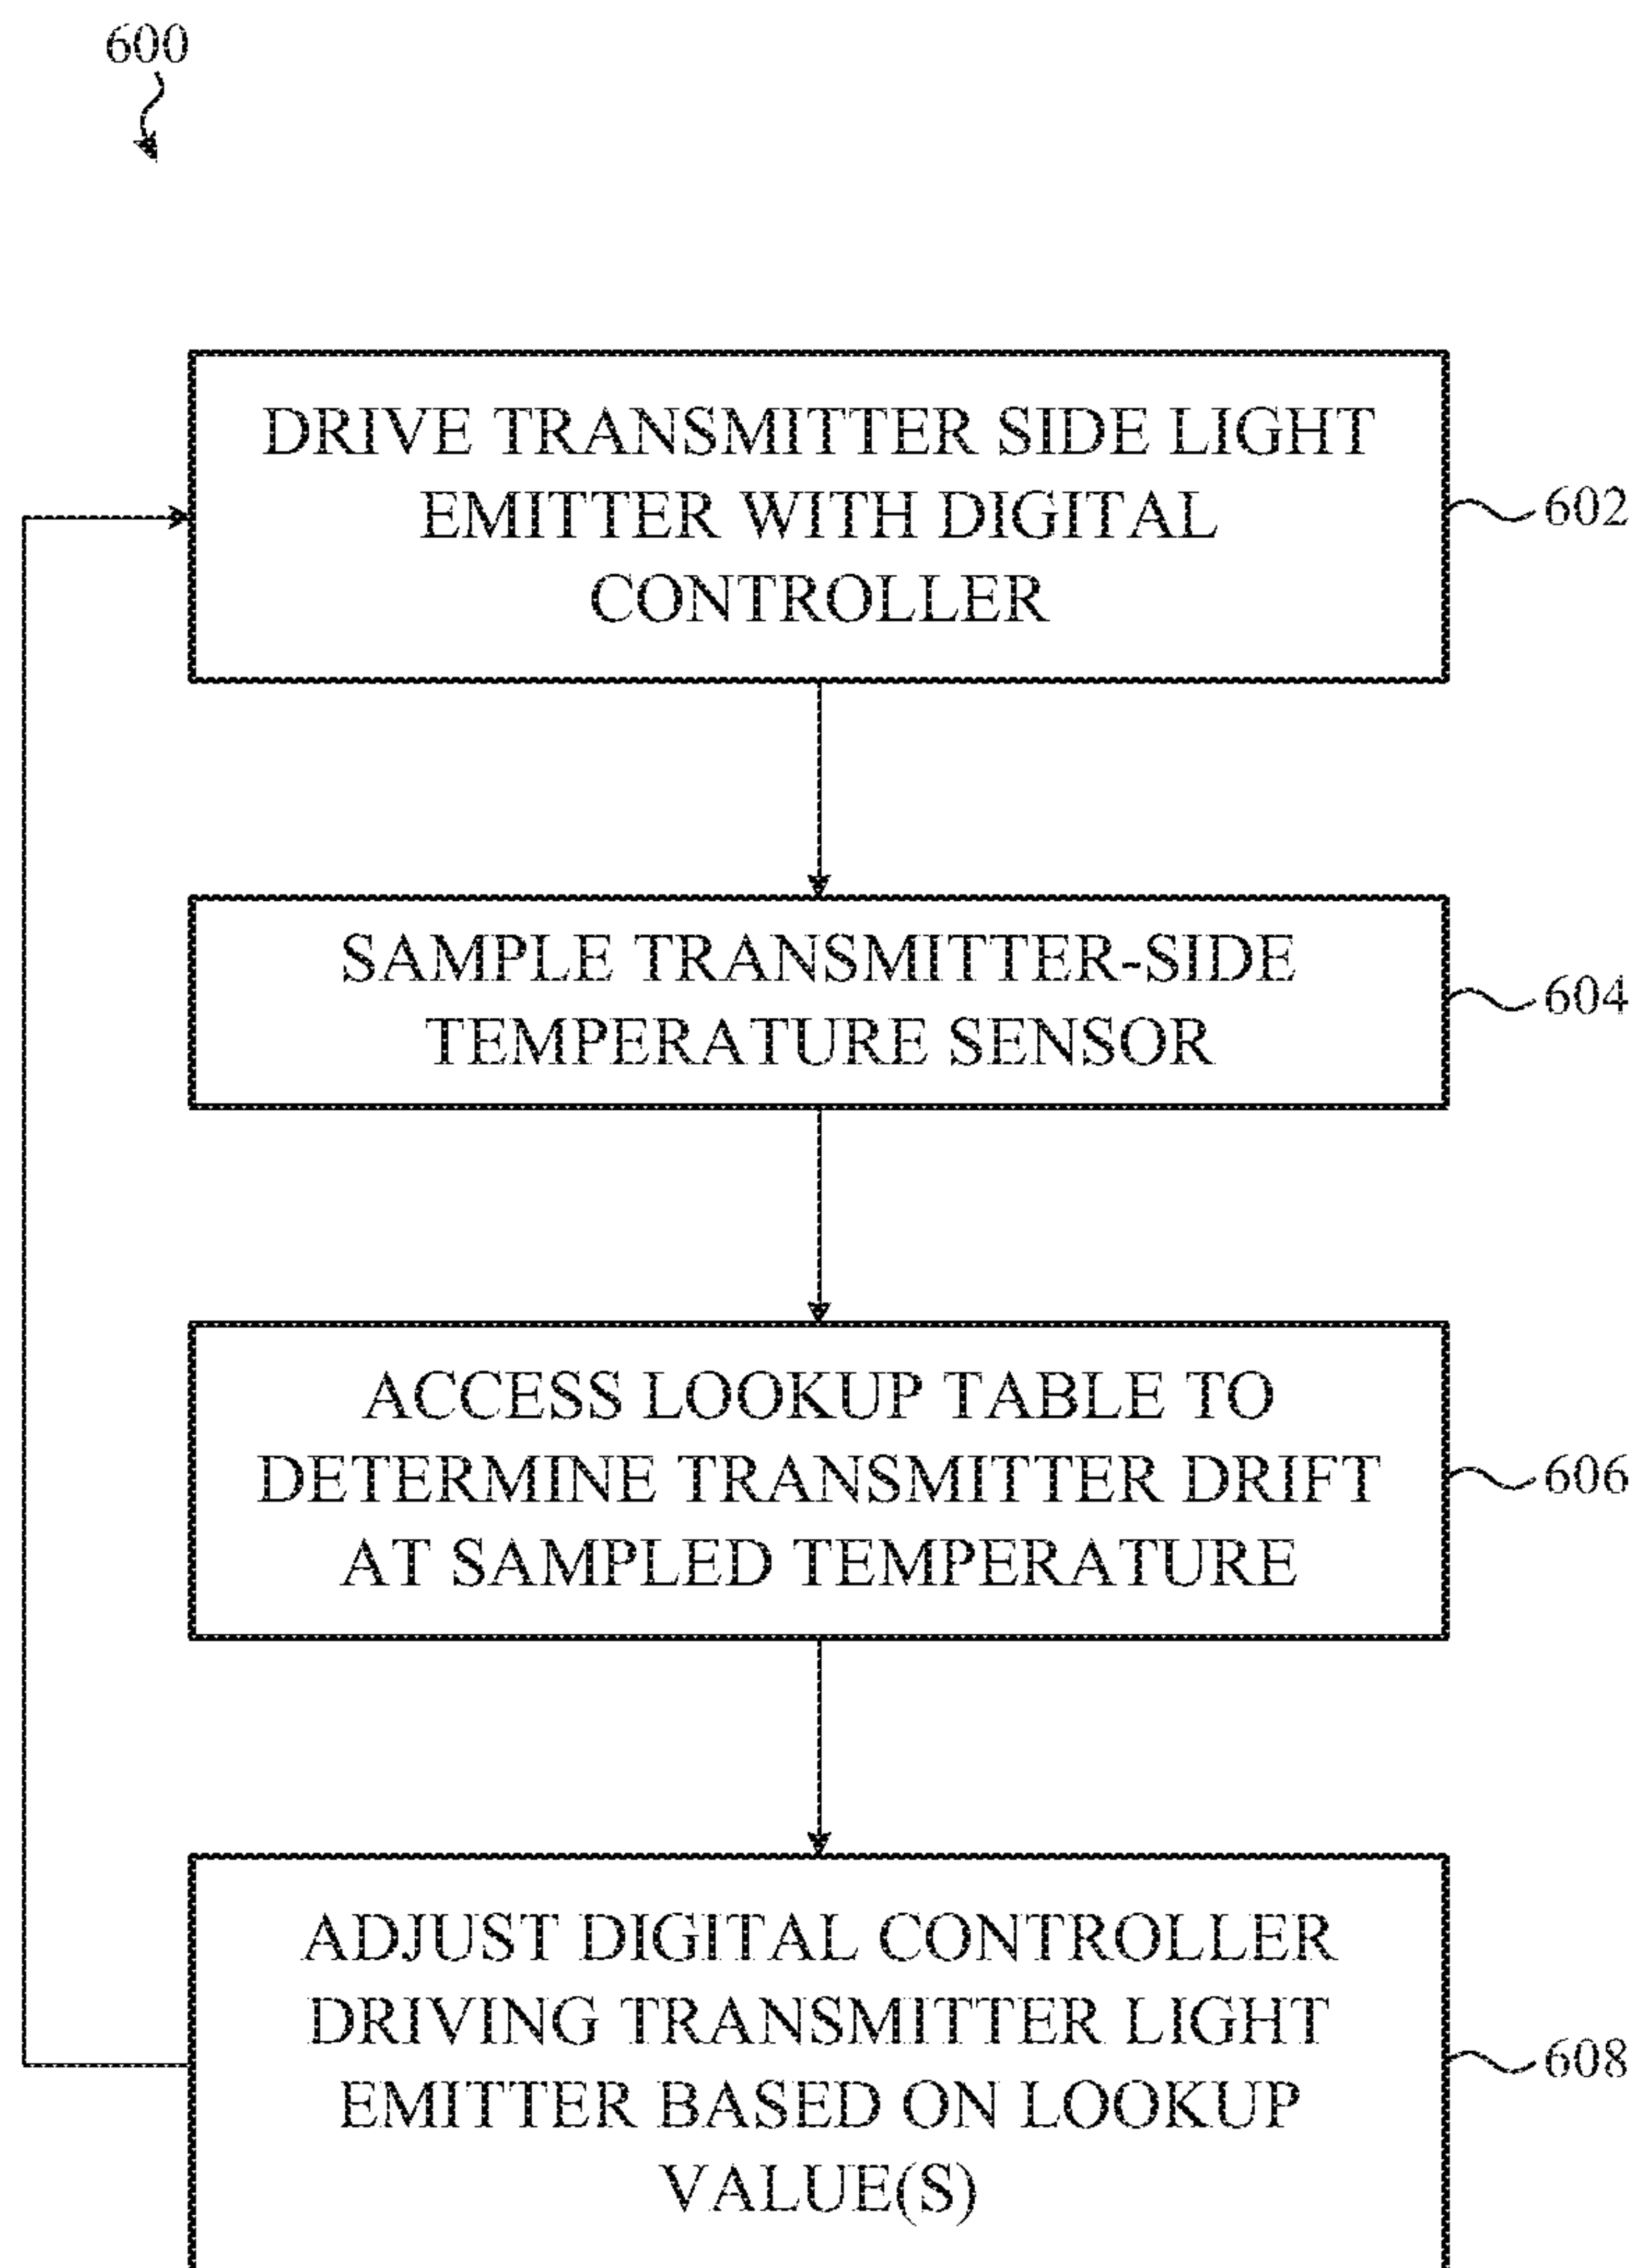 600
DRIVE TRANSMITTER SIDE LIGHT
EMITTER WITH DIGITAL
CONTROLLER
602
SAMPLE TRANSMITTER-SIDE
TEMPERATURE SENSOR
604
ACCESS LOOKUP TABLE TO
DETERMINE TRANSMITTER DRIFT
AT SAMPLED TEMPERATURE
606
ADJUST DIGITAL CONTROLLER
DRIVING TRANSMITTER LIGHT
EMITTER BASED ON LOOKUP
VALUE(S)
608